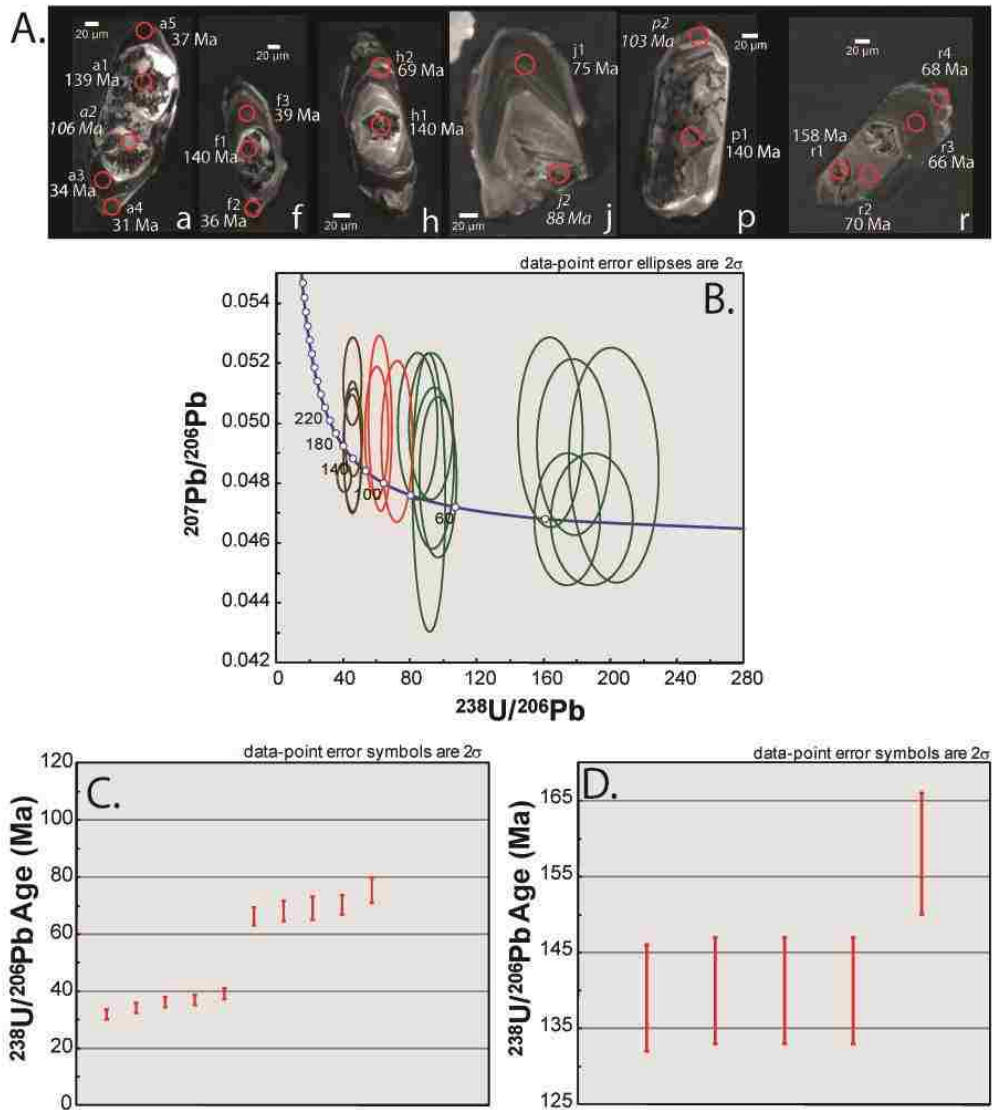 A.
20 µm
a5
37 Ma
a1
139 Ma
a2
106 Ma
a3
34 Ma
a4
31 Ma
a
20 µm
f3
39 Ma
f1
140 Ma
f2
36 Ma
f
h2
69 Ma
h1
140 Ma
20 µm
h
j1
75 Ma
j2
88 Ma
20 µm
j
p2
103 Ma
20 µm
p1
140 Ma
p
20 µm
r4
68 Ma
158 Ma
r1
r3
66 Ma
r2
70 Ma
r
data-point error ellipses are 2σ
B.
0.054
0.052
0.050
0.048
0.046
0.044
0.042
220
180
140
100
60
207Pb/206Pb
0 40 80 120 160 200 240 280
238U/206Pb
data-point error symbols are 2σ
C.
120
100
80
60
40
20
0
238U/206Pb Age (Ma)
data-point error symbols are 2σ
D.
165
155
145
135
125
238U/206Pb Age (Ma)